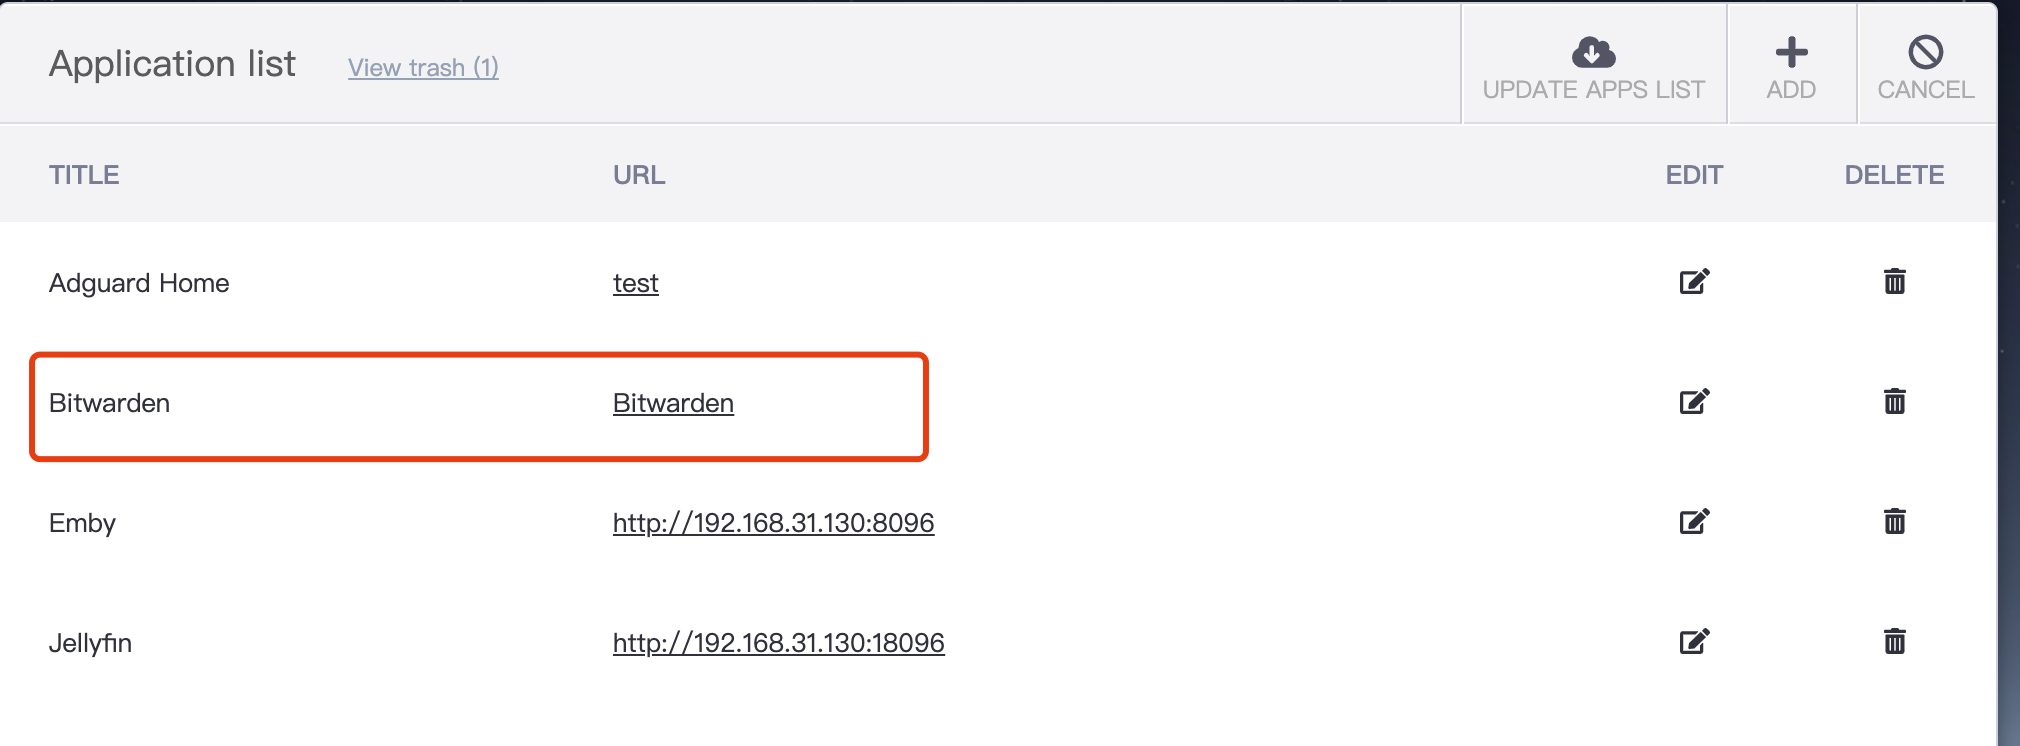 Application list View trash (1) UPDATE APPS LIST ADD CANCEL
TITLE URL EDIT DELETE
Adguard Home test
Bitwarden Bitwarden
Emby http://192.168.31.130:8096
Jellyfin http://192.168.31.130:18096